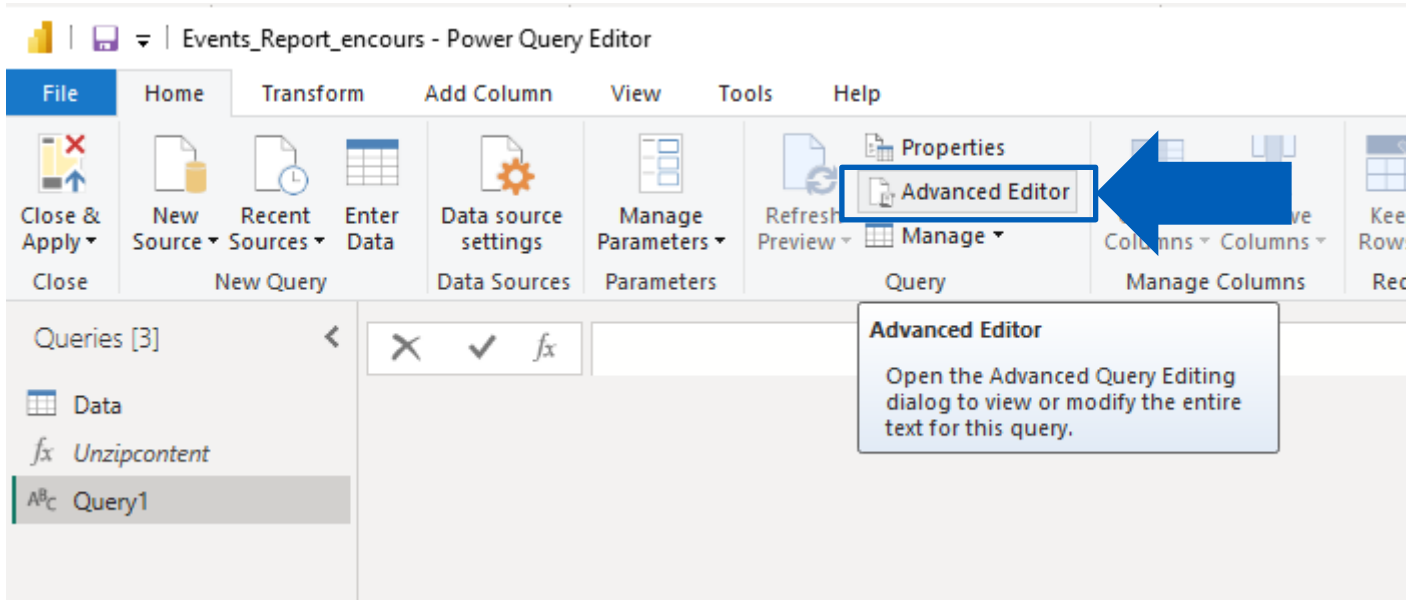 Events_Report_encours - Power Query Editor
File Home Transform Add Column View Tools Help
Close & Apply
New Source
Recent Sources
Enter Data
Data source settings
Manage Parameters
Refresh Preview
Properties
Advanced Editor
Manage
Columns
Columns
Close
New Query
Data Sources
Parameters
Query
Manage Columns
Queries [3]
fx
Advanced Editor
Open the Advanced Query Editing
dialog to view or modify the entire
text for this query.
Data
fx Unzipcontent
ABC Query1